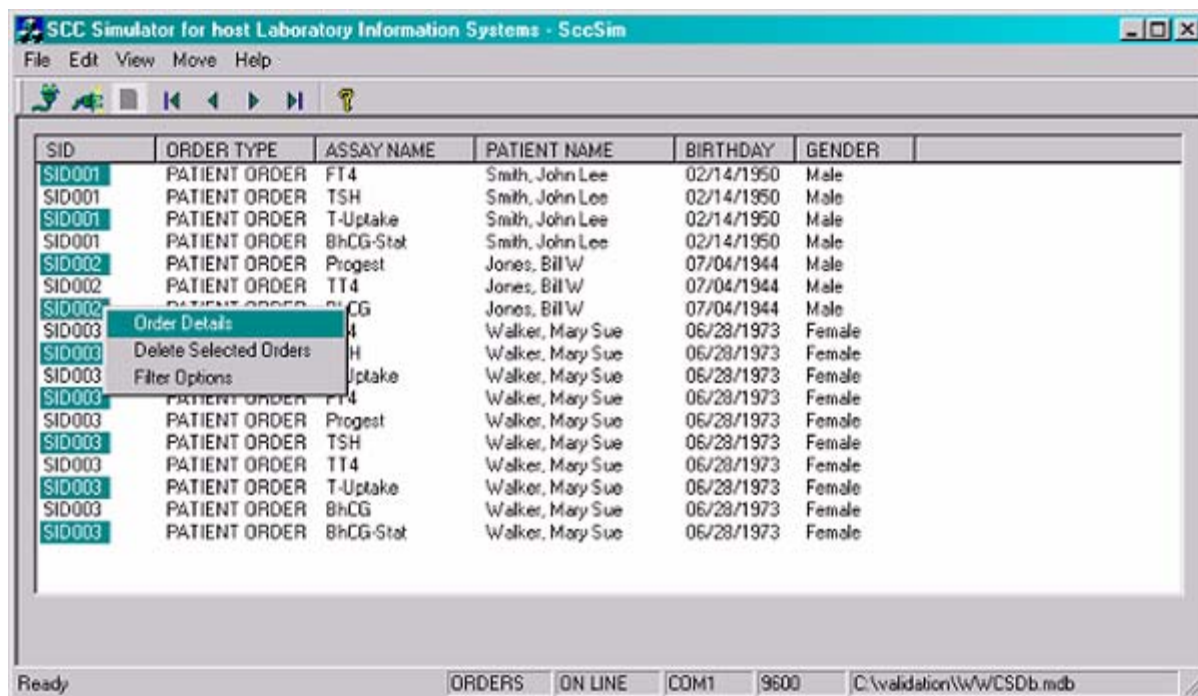 SCC Simulator for host Laboratory Information Systems - SccSim
File Edit View Move Help
SID ORDER TYPE ASSAY NAME PATIENT NAME BIRTHDAY GENDER
SID001 PATIENT ORDER FT4 Smith, John Lee 02/14/1950 Male
SID001 PATIENT ORDER TSH Smith, John Lee 02/14/1950 Male
SID001 PATIENT ORDER T-Uptake Smith, John Lee 02/14/1950 Male
SID001 PATIENT ORDER BhCG-Stat Smith, John Lee 02/14/1950 Male
SID002 PATIENT ORDER Progest Jones, Bill W 07/04/1944 Male
SID002 PATIENT ORDER TT4 Jones, Bill W 07/04/1944 Male
SID002 PATIENT ORDER Jones, Bill W 07/04/1944 Male
SID003 Order Details Walker, Mary Sue 06/28/1973 Female
SID003 Delete Selected Orders Walker, Mary Sue 06/28/1973 Female
SID003 Filter Options Walker, Mary Sue 06/28/1973 Female
SID003 PATIENT ORDER FT4 Walker, Mary Sue 06/28/1973 Female
SID003 PATIENT ORDER Progest Walker, Mary Sue 06/28/1973 Female
SID003 PATIENT ORDER TSH Walker, Mary Sue 06/28/1973 Female
SID003 PATIENT ORDER TT4 Walker, Mary Sue 06/28/1973 Female
SID003 PATIENT ORDER T-Uptake Walker, Mary Sue 06/28/1973 Female
SID003 PATIENT ORDER BhCG Walker, Mary Sue 06/28/1973 Female
SID003 PATIENT ORDER BhCG-Stat Walker, Mary Sue 06/28/1973 Female
Ready ORDERS ON LINE COM1 9600 C:\validation\WWCSDb.mdb